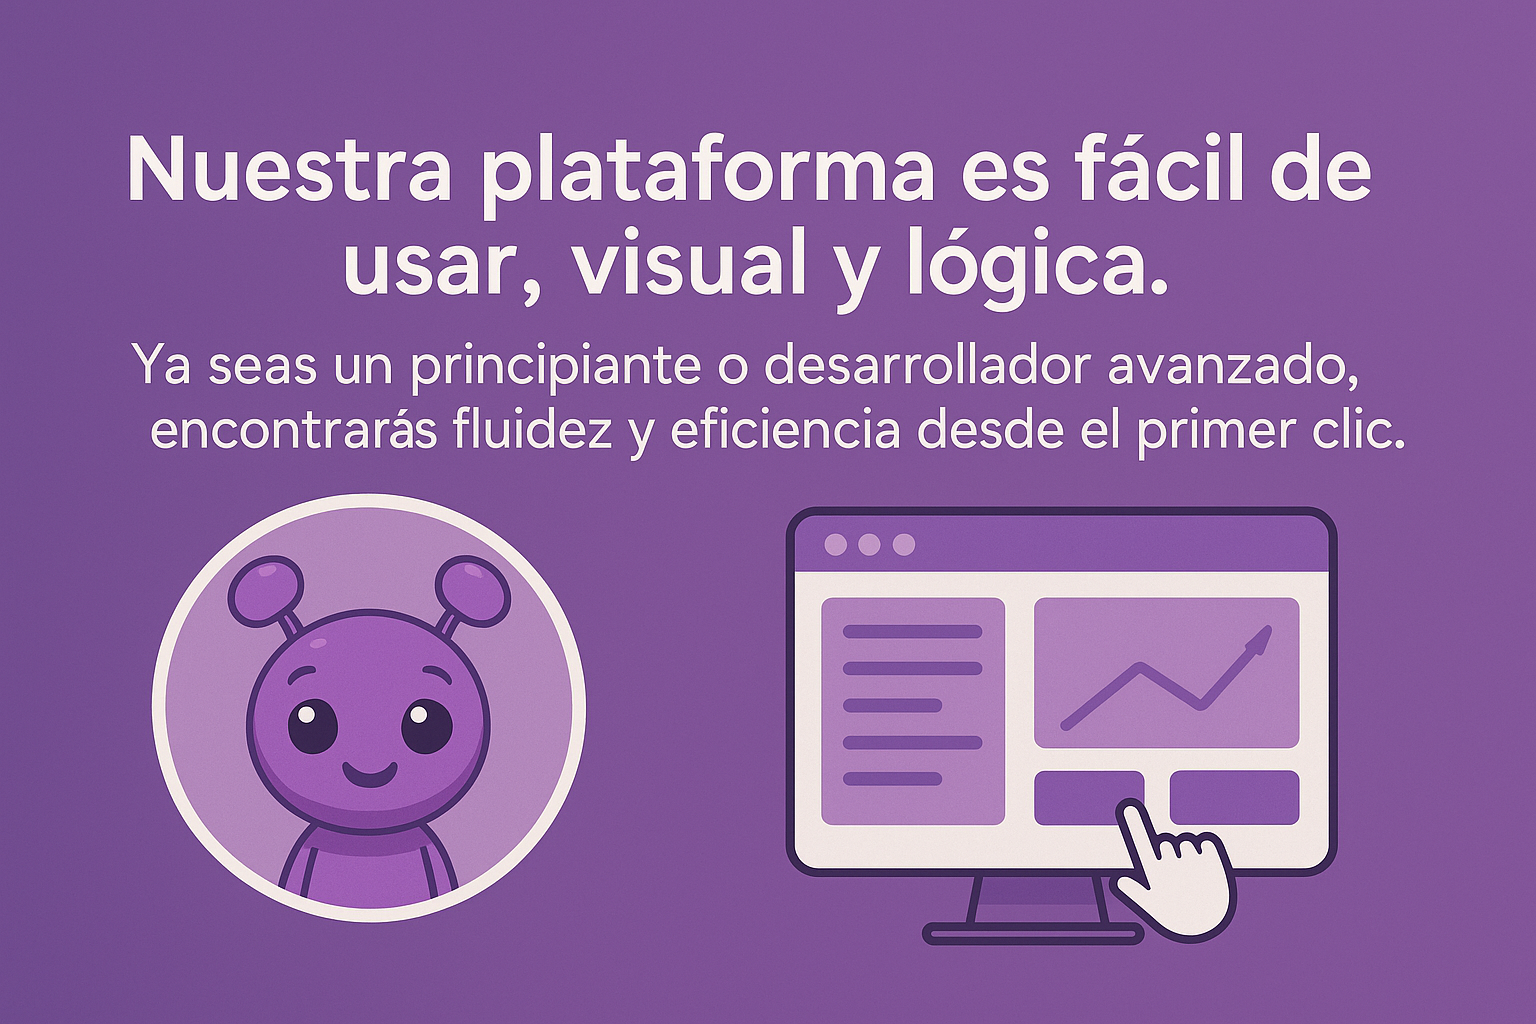 Nuestra plataforma es fácil de
usar, visual y lógica.
Ya seas un principiante o desarrollador avanzado,
encontrarás fluidez y eficiencia desde el primer clic.